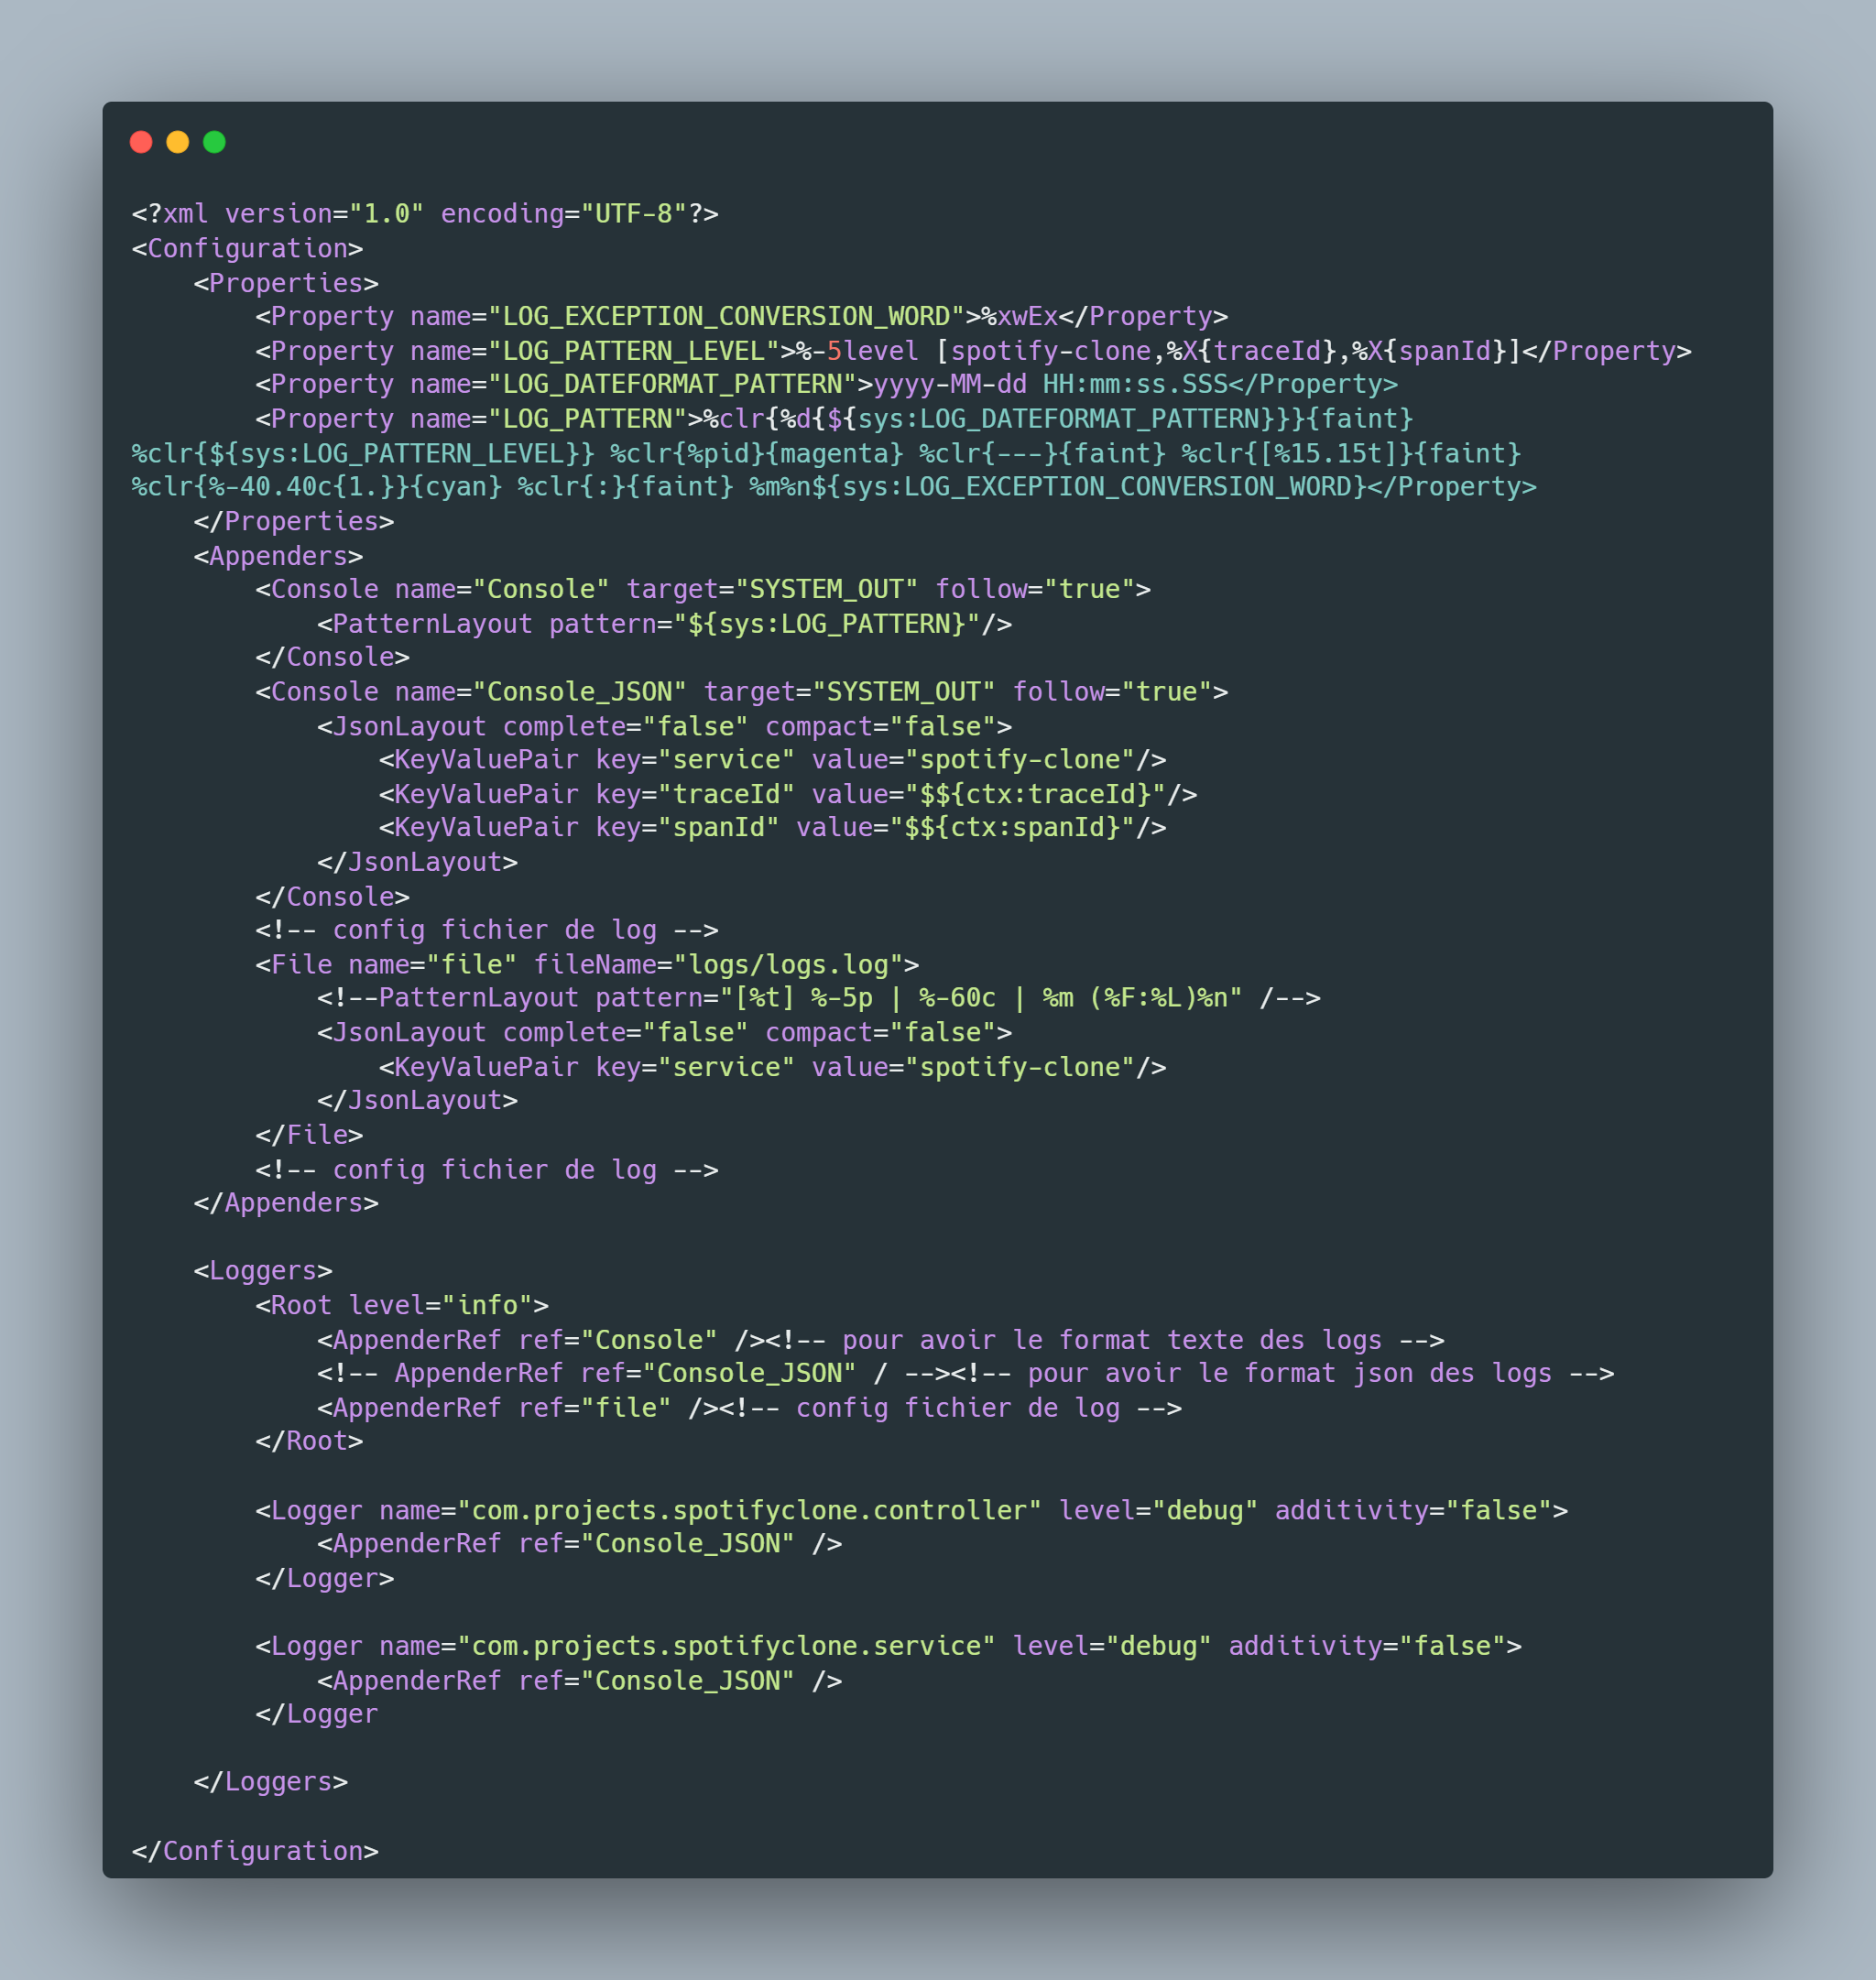 <?xml version="1.0" encoding="UTF-8"?>
<Configuration>
    <Properties>
        <Property name="LOG_EXCEPTION_CONVERSION_WORD">%xwEx</Property>
        <Property name="LOG_PATTERN_LEVEL">%-5level [spotify-clone,%X{traceId},%X{spanId}]</Property>
        <Property name="LOG_DATEFORMAT_PATTERN">yyyy-MM-dd HH:mm:ss.SSS</Property>
        <Property name="LOG_PATTERN">%clr{%d{${sys:LOG_DATEFORMAT_PATTERN}}}{faint}
%clr{${sys:LOG_PATTERN_LEVEL}} %clr{%pid}{magenta} %clr{---}{faint} %clr{[%15.15t]}{faint}
%clr{%-40.40c{1.}}{cyan} %clr{:}{faint} %m%n${sys:LOG_EXCEPTION_CONVERSION_WORD}</Property>
    </Properties>
    <Appenders>
        <Console name="Console" target="SYSTEM_OUT" follow="true">
            <PatternLayout pattern="${sys:LOG_PATTERN}"/>
        </Console>
        <Console name="Console_JSON" target="SYSTEM_OUT" follow="true">
            <JsonLayout complete="false" compact="false">
                <KeyValuePair key="service" value="spotify-clone"/>
                <KeyValuePair key="traceId" value="$${ctx:traceId}"/>
                <KeyValuePair key="spanId" value="$${ctx:spanId}"/>
            </JsonLayout>
        </Console>
        <!-- config fichier de log -->
        <File name="file" fileName="logs/logs.log">
            <!--PatternLayout pattern="[%t] %-5p | %-60c | %m (%F:%L)%n" /-->
            <JsonLayout complete="false" compact="false">
                <KeyValuePair key="service" value="spotify-clone"/>
            </JsonLayout>
        </File>
        <!-- config fichier de log -->
    </Appenders>

    <Loggers>
        <Root level="info">
            <AppenderRef ref="Console" /><!-- pour avoir le format texte des logs -->
            <!-- AppenderRef ref="Console_JSON" / --><!-- pour avoir le format json des logs -->
            <AppenderRef ref="file" /><!-- config fichier de log -->
        </Root>

        <Logger name="com.projects.spotifyclone.controller" level="debug" additivity="false">
            <AppenderRef ref="Console_JSON" />
        </Logger>

        <Logger name="com.projects.spotifyclone.service" level="debug" additivity="false">
            <AppenderRef ref="Console_JSON" />
        </Logger

    </Loggers>

</Configuration>